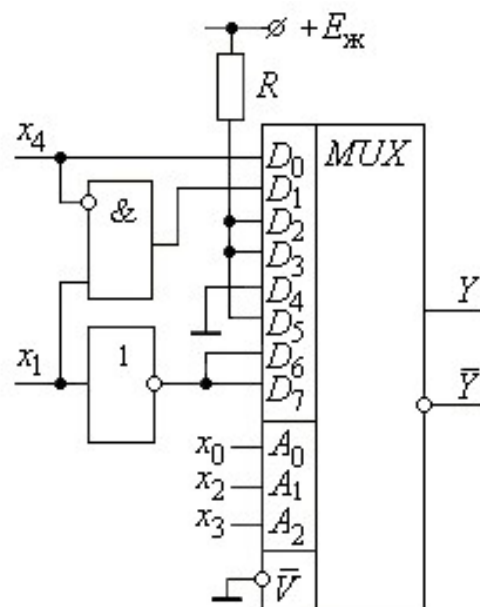 + Eж
R
x4
D0 MUX
& D1
D2
D3
D4
D5 Y
x1 1 D6
D7 Y̅
x0 A0
x2 A1
x3 A2
V̅